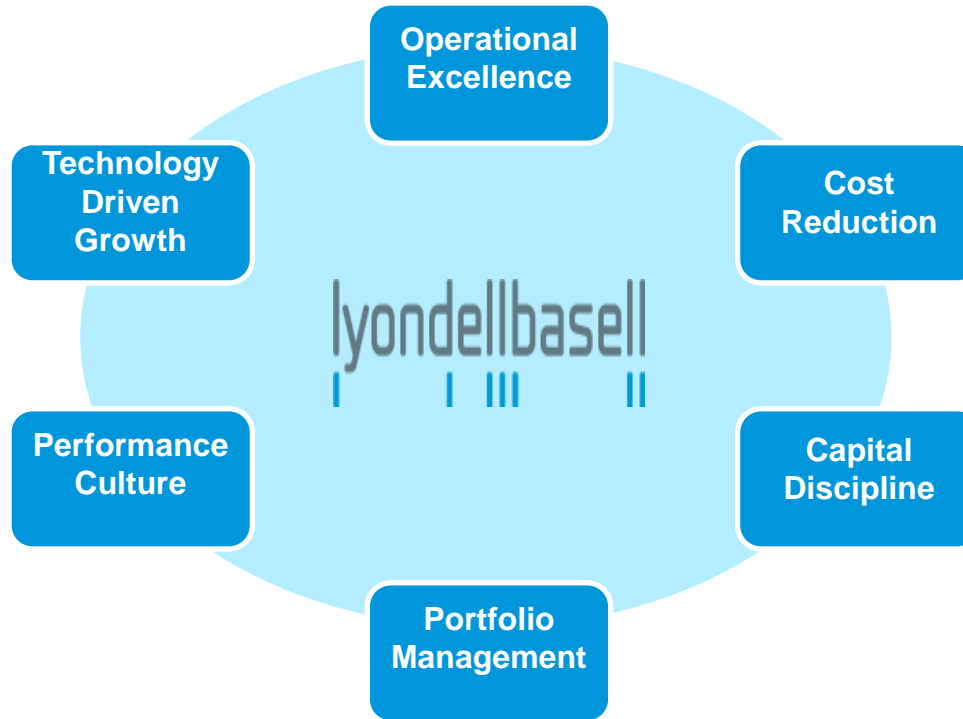 Operational
Excellence
Technology
Driven
Growth
Cost
Reduction
lyondellbasell
Performance
Culture
Capital
Discipline
Portfolio
Management